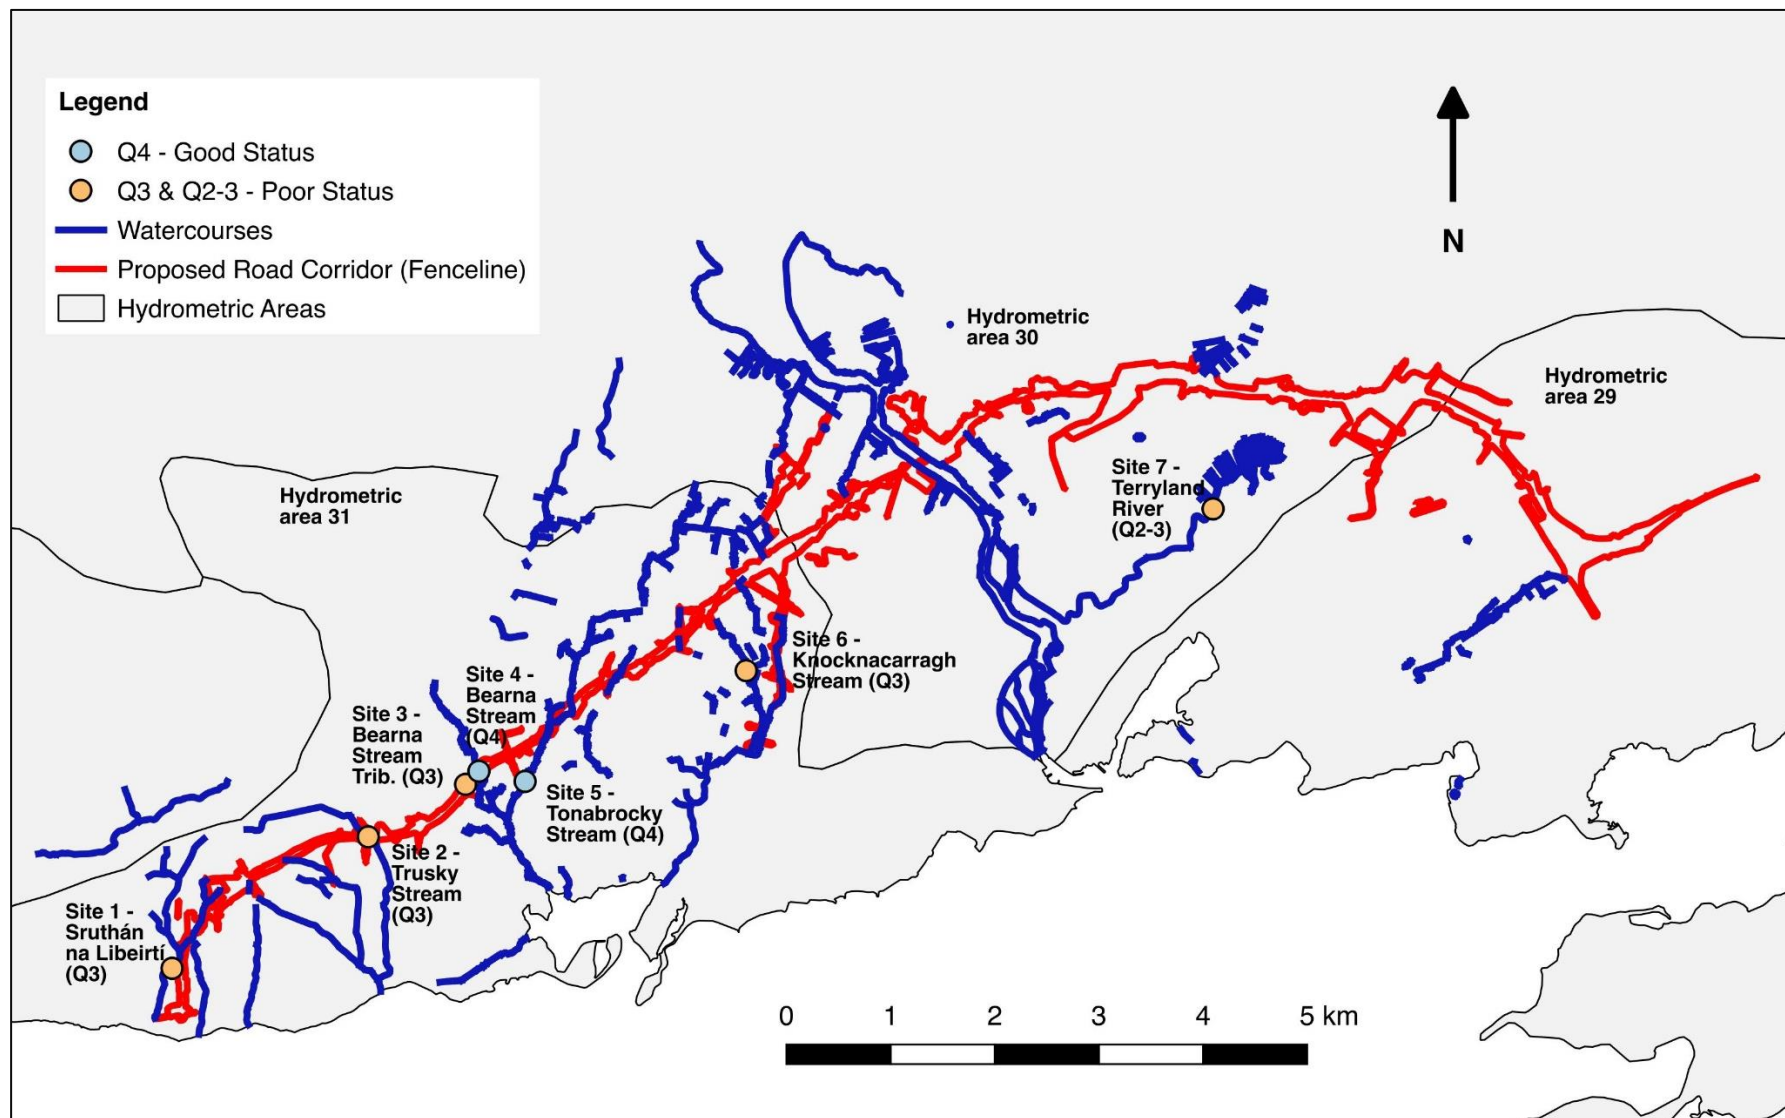 Legend
Q4 - Good Status
Q3 & Q2-3 - Poor Status
Watercourses
Proposed Road Corridor (Fenceline)
Hydrometric Areas
N
Hydrometric
area 30
Hydrometric
area 29
Hydrometric
area 31
Site 7 -
Terryland
River
(Q2-3)
Site 6 -
Knocknacarragh
Stream (Q3)
Site 4 -
Bearna
Stream
(Q4)
Site 3 -
Bearna
Stream
Trib. (Q3)
Site 5 -
Tonabrocky
Stream (Q4)
Site 2 -
Trusky
Stream
(Q3)
Site 1 -
Sruthán
na Libeirtí
(Q3)
0 1 2 3 4 5 km